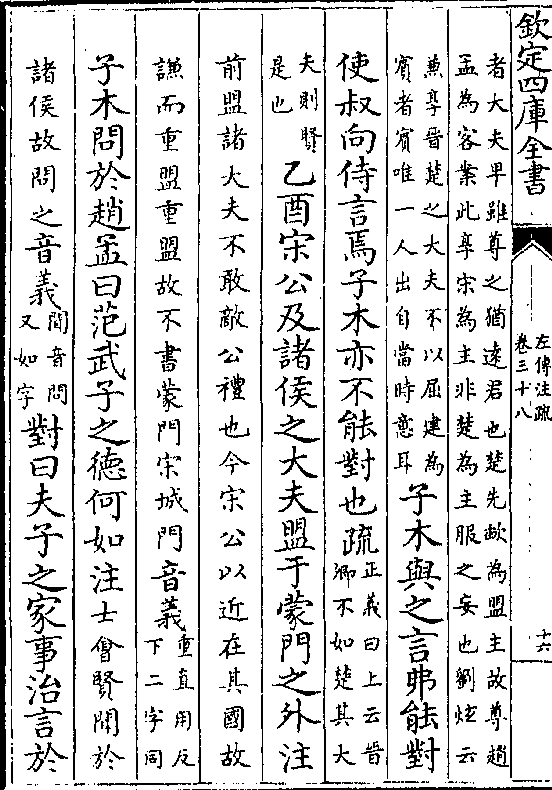 欽定四庫全書
左傳注疏
卷三十八
十六
者大夫卑雖尊之猶遠君也楚先歃為盟主故尊趙
孟為客案此享宋為主非楚為主服之妄也劉炫云
兼享晉楚之大夫不以屈建為
賓者賓唯一人出自當時意耳
子木與之言弗能對
使叔向侍言焉子木亦不能對也疏
正義曰上云晉
卿不如楚其大
夫則賢
是也
乙酉宋公及諸侯之大夫盟于蒙門之外注
前盟諸大夫不敢敵公禮也今宋公以近在其國故
謙而重盟重盟故不書蒙門宋城門音義
重直用反
下二字同
子木問於趙孟曰范武子之德何如注士會賢聞於
諸侯故問之音義
聞音問
又如字
對曰夫子之家事治言於